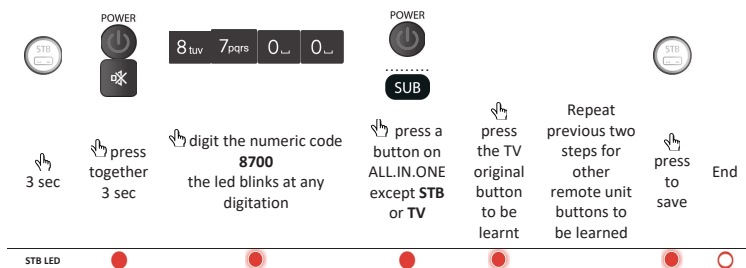 POWER
POWER
STB
8 tuv 7pqrs 0 0
STB
SUB
3 sec
press
together
3 sec
digit the numeric code
8700
the led blinks at any
digitation
press a
button on
ALL.IN.ONE
except STB
or TV
press
the TV
original
button
to be
learnt
Repeat
previous two
steps for
other
remote unit
buttons to
be learned
press
to
save
End
STB LED